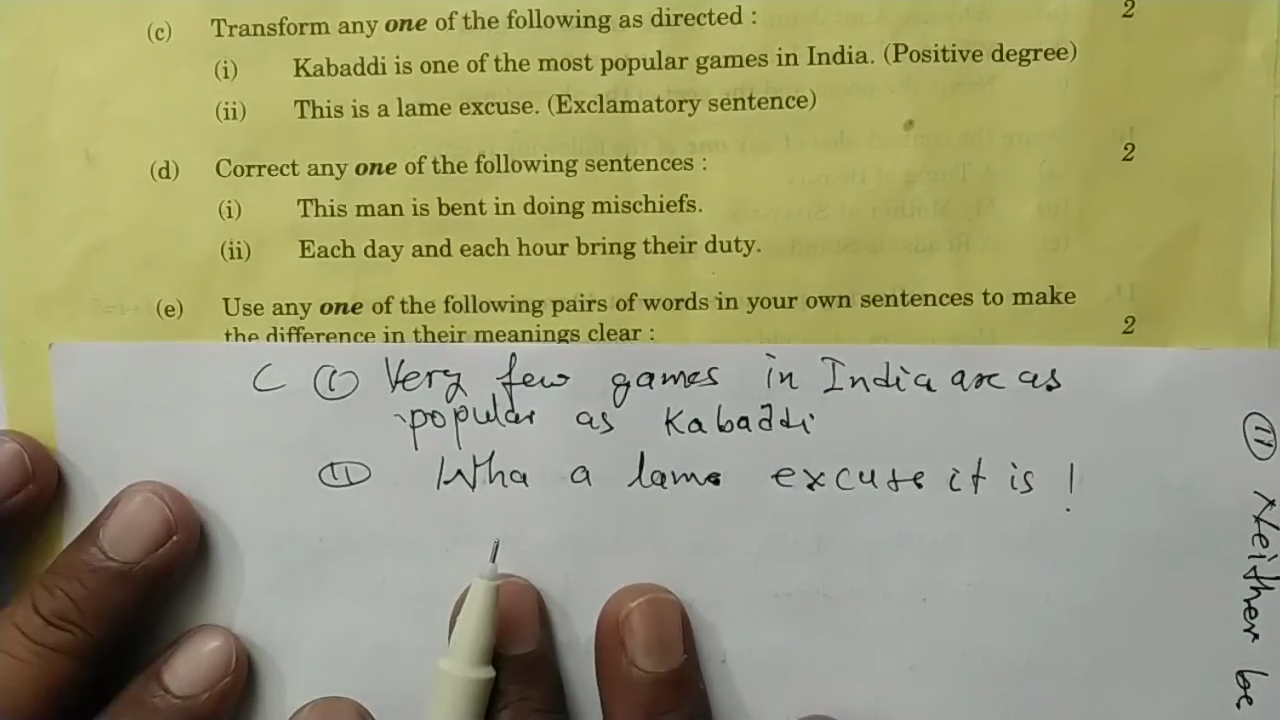 (c) Transform any one of the following as directed : 2
(i) Kabaddi is one of the most popular games in India. (Positive degree)
(ii) This is a lame excuse. (Exclamatory sentence)
(d) Correct any one of the following sentences : 2
(i) This man is bent in doing mischiefs.
(ii) Each day and each hour bring their duty.
(e) Use any one of the following pairs of words in your own sentences to make
the difference in their meanings clear : 2
C (i) Very few games in India are as
popular as Kabaddi
(ii) Wha a lame excuse it is !
(ii) Neither be